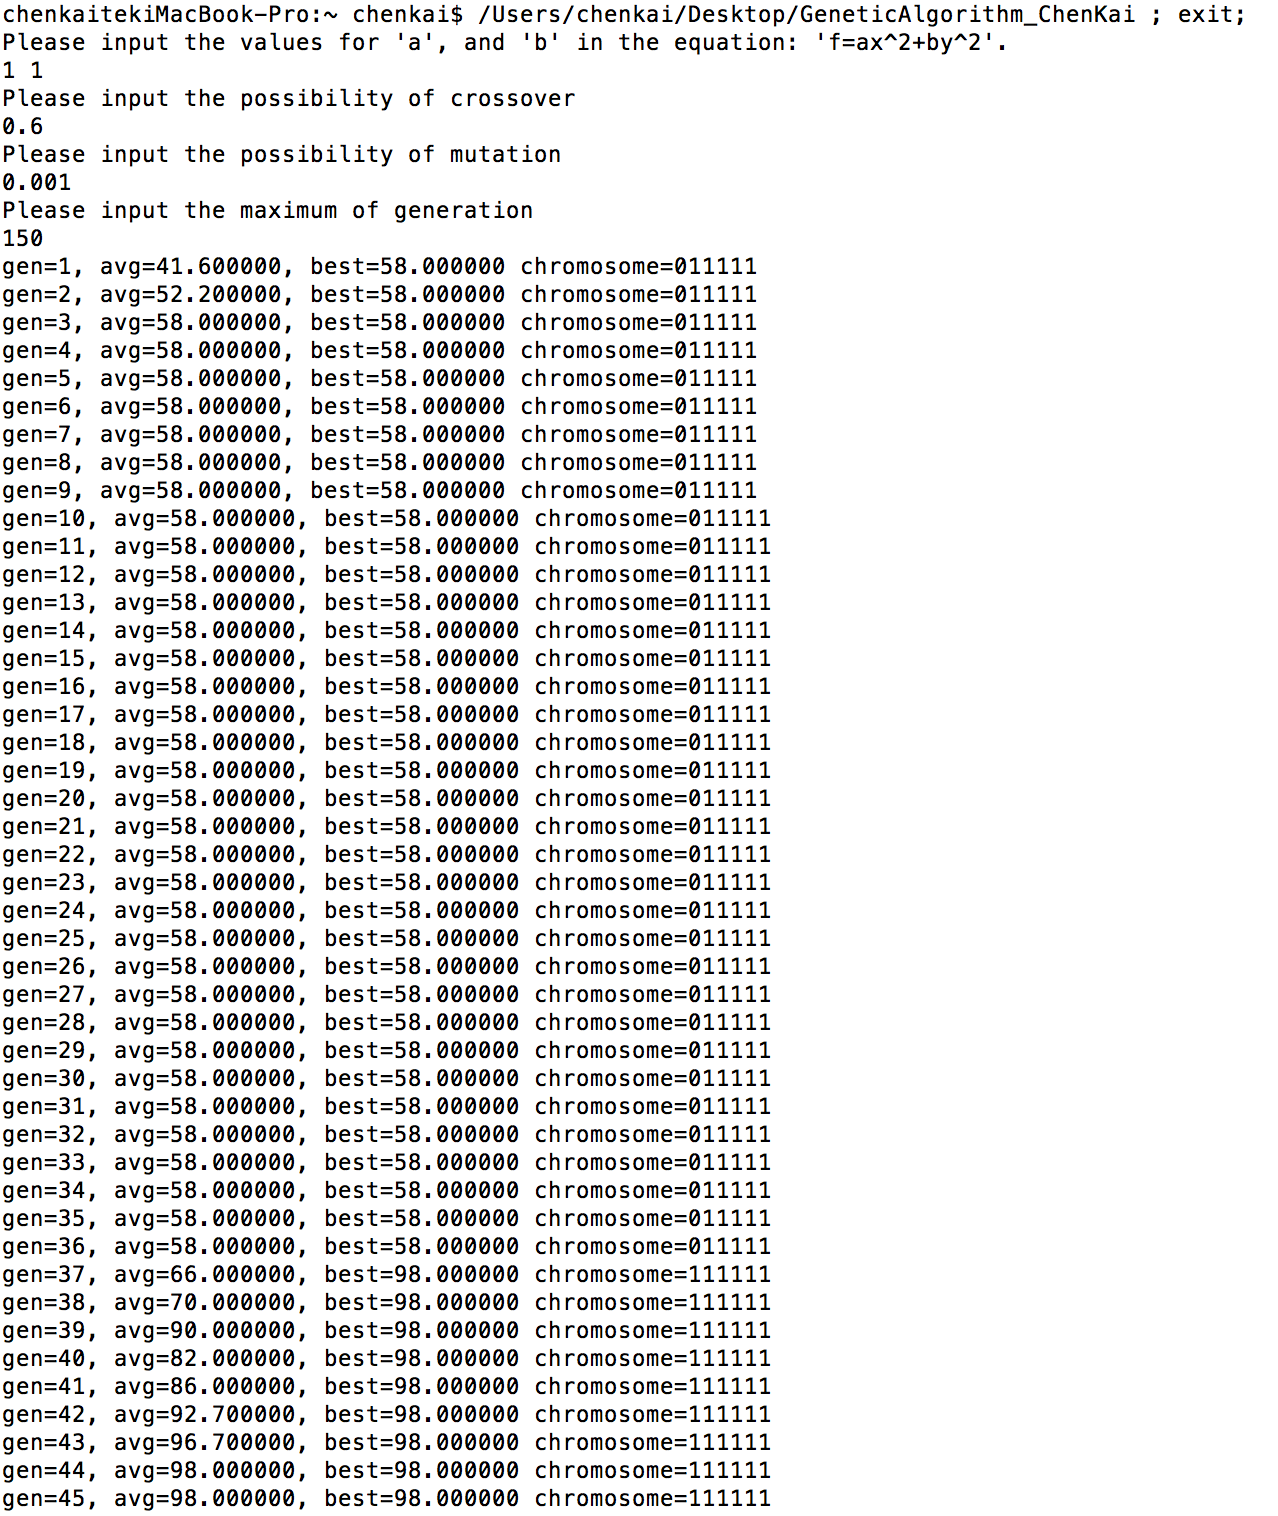 chenkaitekiMacBook-Pro:~ chenkai$ /Users/chenkai/Desktop/GeneticAlgorithm_ChenKai ; exit;
Please input the values for 'a', and 'b' in the equation: 'f=ax^2+by^2'.
1 1
Please input the possibility of crossover
0.6
Please input the possibility of mutation
0.001
Please input the maximum of generation
150
gen=1, avg=41.600000, best=58.000000 chromosome=011111
gen=2, avg=52.200000, best=58.000000 chromosome=011111
gen=3, avg=58.000000, best=58.000000 chromosome=011111
gen=4, avg=58.000000, best=58.000000 chromosome=011111
gen=5, avg=58.000000, best=58.000000 chromosome=011111
gen=6, avg=58.000000, best=58.000000 chromosome=011111
gen=7, avg=58.000000, best=58.000000 chromosome=011111
gen=8, avg=58.000000, best=58.000000 chromosome=011111
gen=9, avg=58.000000, best=58.000000 chromosome=011111
gen=10, avg=58.000000, best=58.000000 chromosome=011111
gen=11, avg=58.000000, best=58.000000 chromosome=011111
gen=12, avg=58.000000, best=58.000000 chromosome=011111
gen=13, avg=58.000000, best=58.000000 chromosome=011111
gen=14, avg=58.000000, best=58.000000 chromosome=011111
gen=15, avg=58.000000, best=58.000000 chromosome=011111
gen=16, avg=58.000000, best=58.000000 chromosome=011111
gen=17, avg=58.000000, best=58.000000 chromosome=011111
gen=18, avg=58.000000, best=58.000000 chromosome=011111
gen=19, avg=58.000000, best=58.000000 chromosome=011111
gen=20, avg=58.000000, best=58.000000 chromosome=011111
gen=21, avg=58.000000, best=58.000000 chromosome=011111
gen=22, avg=58.000000, best=58.000000 chromosome=011111
gen=23, avg=58.000000, best=58.000000 chromosome=011111
gen=24, avg=58.000000, best=58.000000 chromosome=011111
gen=25, avg=58.000000, best=58.000000 chromosome=011111
gen=26, avg=58.000000, best=58.000000 chromosome=011111
gen=27, avg=58.000000, best=58.000000 chromosome=011111
gen=28, avg=58.000000, best=58.000000 chromosome=011111
gen=29, avg=58.000000, best=58.000000 chromosome=011111
gen=30, avg=58.000000, best=58.000000 chromosome=011111
gen=31, avg=58.000000, best=58.000000 chromosome=011111
gen=32, avg=58.000000, best=58.000000 chromosome=011111
gen=33, avg=58.000000, best=58.000000 chromosome=011111
gen=34, avg=58.000000, best=58.000000 chromosome=011111
gen=35, avg=58.000000, best=58.000000 chromosome=011111
gen=36, avg=58.000000, best=58.000000 chromosome=011111
gen=37, avg=66.000000, best=98.000000 chromosome=111111
gen=38, avg=70.000000, best=98.000000 chromosome=111111
gen=39, avg=90.000000, best=98.000000 chromosome=111111
gen=40, avg=82.000000, best=98.000000 chromosome=111111
gen=41, avg=86.000000, best=98.000000 chromosome=111111
gen=42, avg=92.700000, best=98.000000 chromosome=111111
gen=43, avg=96.700000, best=98.000000 chromosome=111111
gen=44, avg=98.000000, best=98.000000 chromosome=111111
gen=45, avg=98.000000, best=98.000000 chromosome=111111